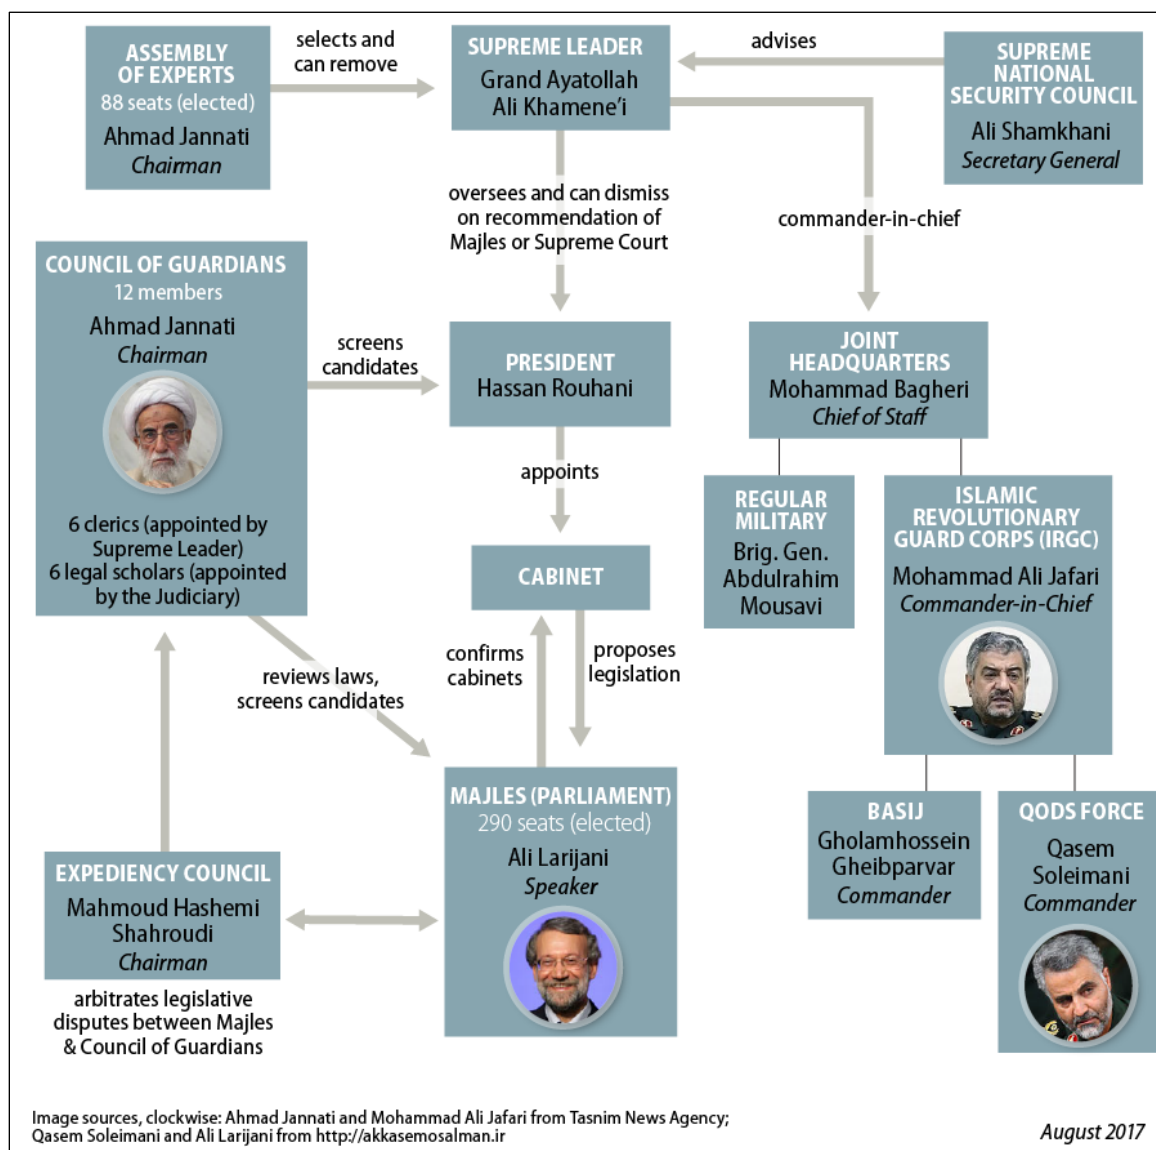 ASSEMBLY
OF EXPERTS
88 seats (elected)
Ahmad Jannati
Chairman
selects and
can remove
SUPREME LEADER
Grand Ayatollah
Ali Khamene’i
advises
SUPREME
NATIONAL
SECURITY COUNCIL
Ali Shamkhani
Secretary General
oversees and can dismiss
on recommendation of
Majles or Supreme Court
commander-in-chief
COUNCIL OF GUARDIANS
12 members
Ahmad Jannati
Chairman
6 clerics (appointed by
Supreme Leader)
6 legal scholars (appointed
by the Judiciary)
screens
candidates
PRESIDENT
Hassan Rouhani
JOINT
HEADQUARTERS
Mohammad Bagheri
Chief of Staff
appoints
REGULAR
MILITARY
Brig. Gen.
Abdulrahim
Mousavi
ISLAMIC
REVOLUTIONARY
GUARD CORPS (IRGC)
Mohammad Ali Jafari
Commander-in-Chief
CABINET
reviews laws,
screens candidates
confirms
cabinets
proposes
legislation
MAJLES (PARLIAMENT)
290 seats (elected)
Ali Larijani
Speaker
BASIJ
Gholamhossein
Gheibparvar
Commander
QODS FORCE
Qasem
Soleimani
Commander
EXPEDIENCY COUNCIL
Mahmoud Hashemi
Shahroudi
Chairman
arbitrates legislative
disputes between Majles
& Council of Guardians
Image sources, clockwise: Ahmad Jannati and Mohammad Ali Jafari from Tasnim News Agency;
Qasem Soleimani and Ali Larijani from http://akkasemosalman.ir
August 2017